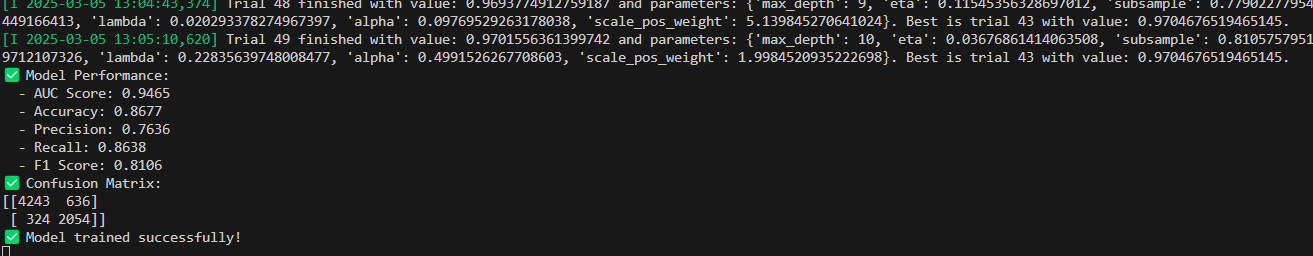 [I 2025-03-05 13:04:43,374] Trial 48 finished with value: 0.9693774912759187 and parameters: {'max_depth': 9, 'eta': 0.11545356328697012, 'subsample': 0.77902277954
449166413, 'lambda': 0.020293378274967397, 'alpha': 0.09769529263178038, 'scale_pos_weight': 5.139845270641024}. Best is trial 43 with value: 0.9704676519465145.
[I 2025-03-05 13:05:10,620] Trial 49 finished with value: 0.9701556361399742 and parameters: {'max_depth': 10, 'eta': 0.03676861414063508, 'subsample': 0.8105757951
9712107326, 'lambda': 0.22835639748008477, 'alpha': 0.4991526267708603, 'scale_pos_weight': 1.9984520935222698}. Best is trial 43 with value: 0.9704676519465145.
✅ Model Performance:
- AUC Score: 0.9465
- Accuracy: 0.8677
- Precision: 0.7636
- Recall: 0.8638
- F1 Score: 0.8106
✅ Confusion Matrix:
[[4243 636]
[ 324 2054]]
✅ Model trained successfully!